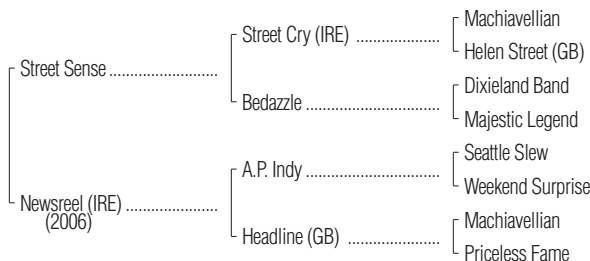 Machiavellian
Street Cry (IRE) ..................
Helen Street (GB)
Street Sense ........................
Dixieland Band
Bedazzle ..............................
Majestic Legend
Seattle Slew
A.P. Indy ..............................
Weekend Surprise
Newsreel (IRE) ....................
(2006)
Machiavellian
Headline (GB) ....................
Priceless Fame